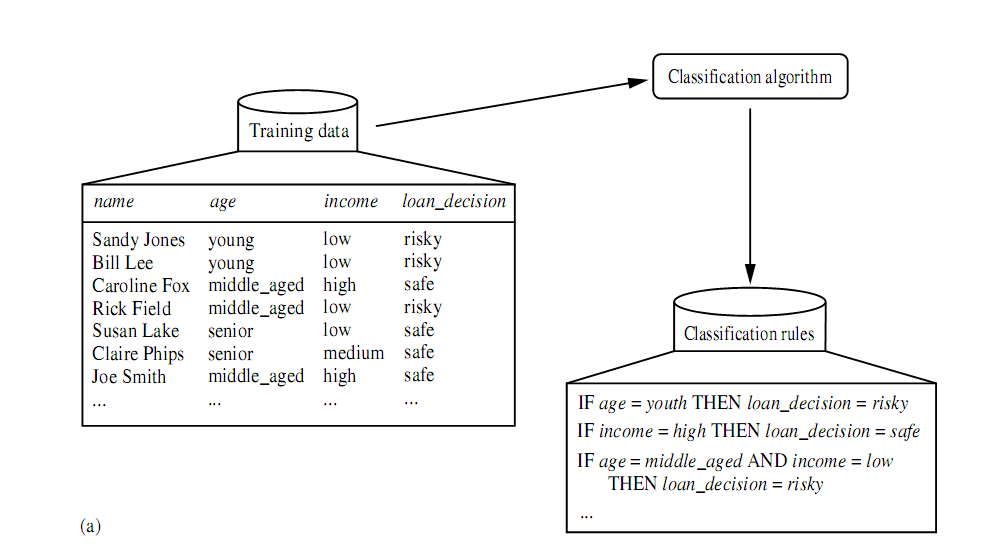 Classification algorithm
Training data
name age income loan_decision
Sandy Jones young low risky
Bill Lee young low risky
Caroline Fox middle_aged high safe
Rick Field middle_aged low risky
Susan Lake senior low safe
Claire Phips senior medium safe
Joe Smith middle_aged high safe
... ... ... ...
Classification rules
IF age = youth THEN loan_decision = risky
IF income = high THEN loan_decision = safe
IF age = middle_aged AND income = low
THEN loan_decision = risky
...
(a)